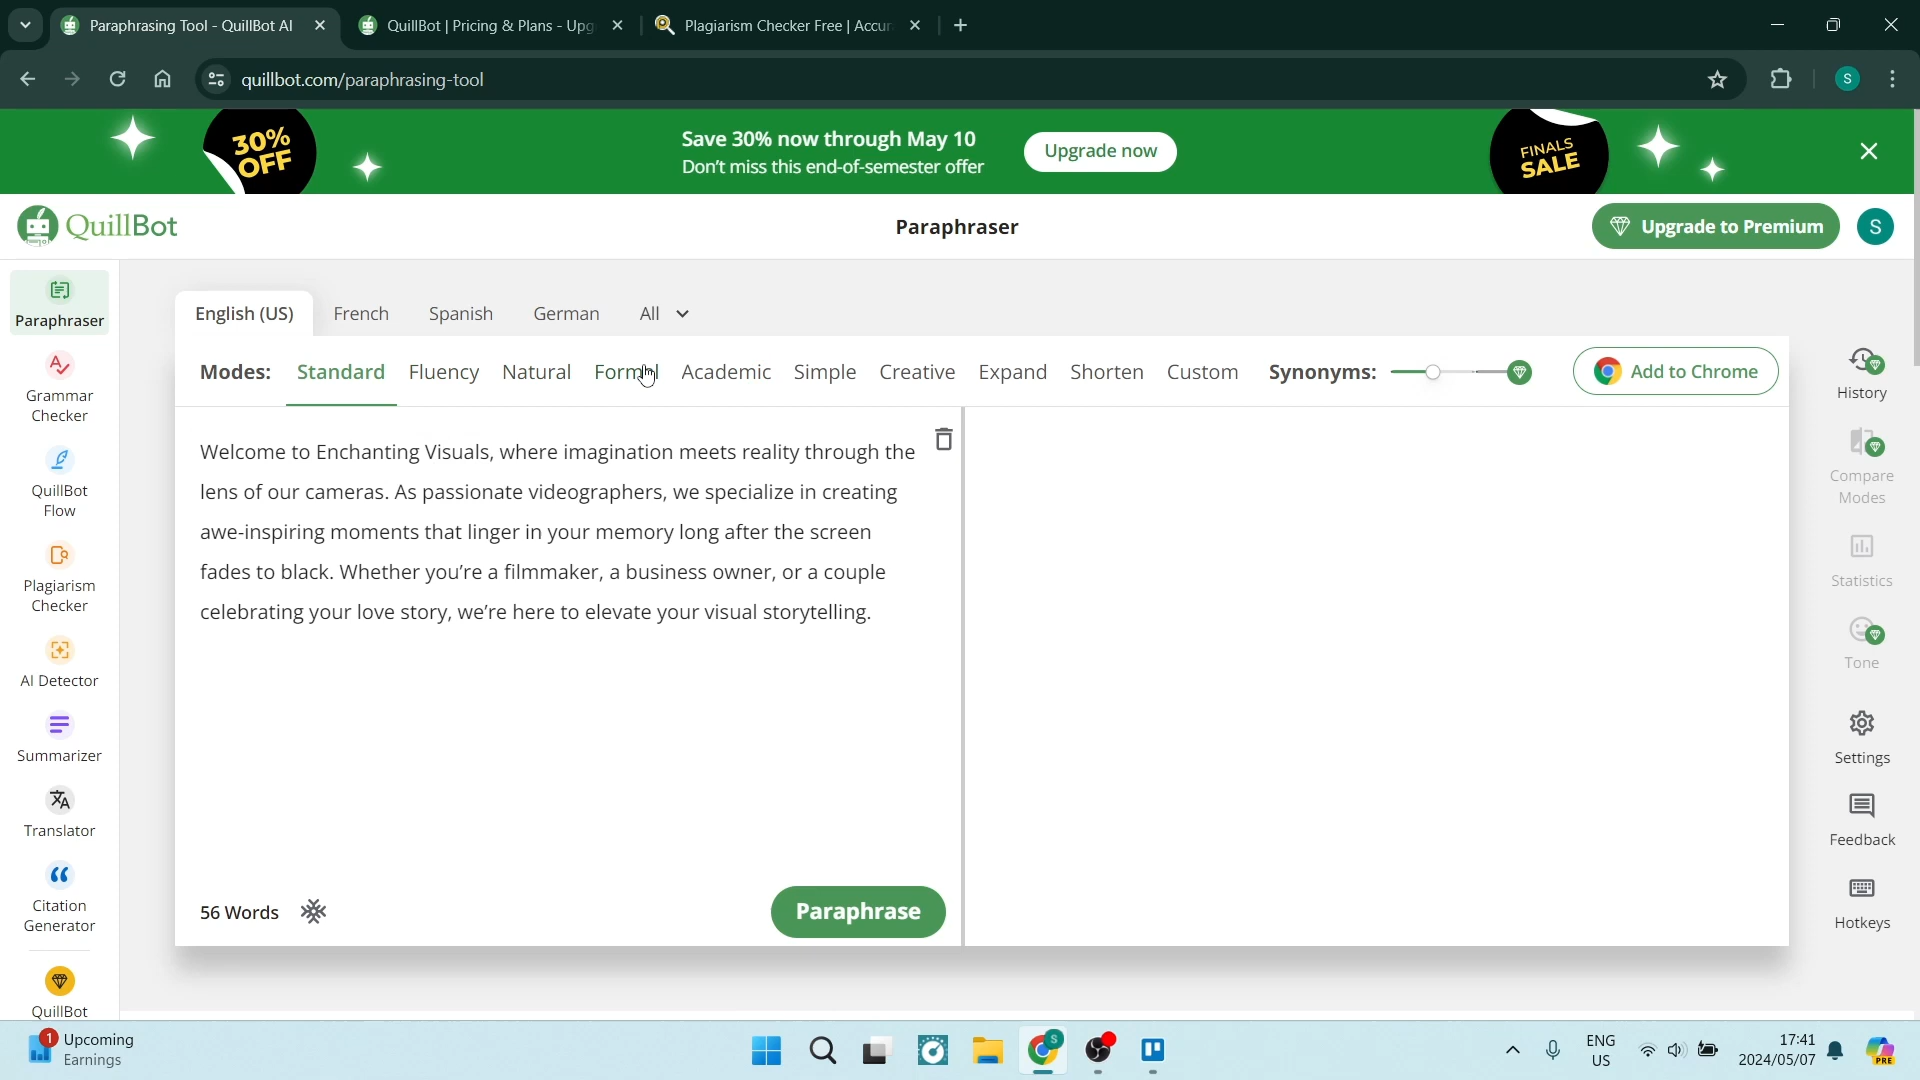 Paraphrasing Tool - QuillBot AI
QuillBot | Pricing & Plans - Upg
Plagiarism Checker Free | Accur
quillbot.com/paraphrasing-tool
S
30%
OFF
Save 30% now through May 10
Don't miss this end-of-semester offer
Upgrade now
FINALS
SALE
QuillBot
Paraphraser
Upgrade to Premium
S
Paraphraser
Grammar
Checker
QuillBot
Flow
Plagiarism
Checker
AI Detector
Summarizer
Translator
Citation
Generator
QuillBot
English (US) French Spanish German All
Modes: Standard Fluency Natural Formal Academic Simple Creative Expand Shorten Custom Synonyms:
Add to Chrome
Welcome to Enchanting Visuals, where imagination meets reality through the
lens of our cameras. As passionate videographers, we specialize in creating
awe-inspiring moments that linger in your memory long after the screen
fades to black. Whether you're a filmmaker, a business owner, or a couple
celebrating your love story, we're here to elevate your visual storytelling.
56 Words
Paraphrase
History
Compare
Modes
Statistics
Tone
Settings
Feedback
Hotkeys
1
Upcoming
Earnings
S
ENG
US
17:41
2024/05/07
PRE